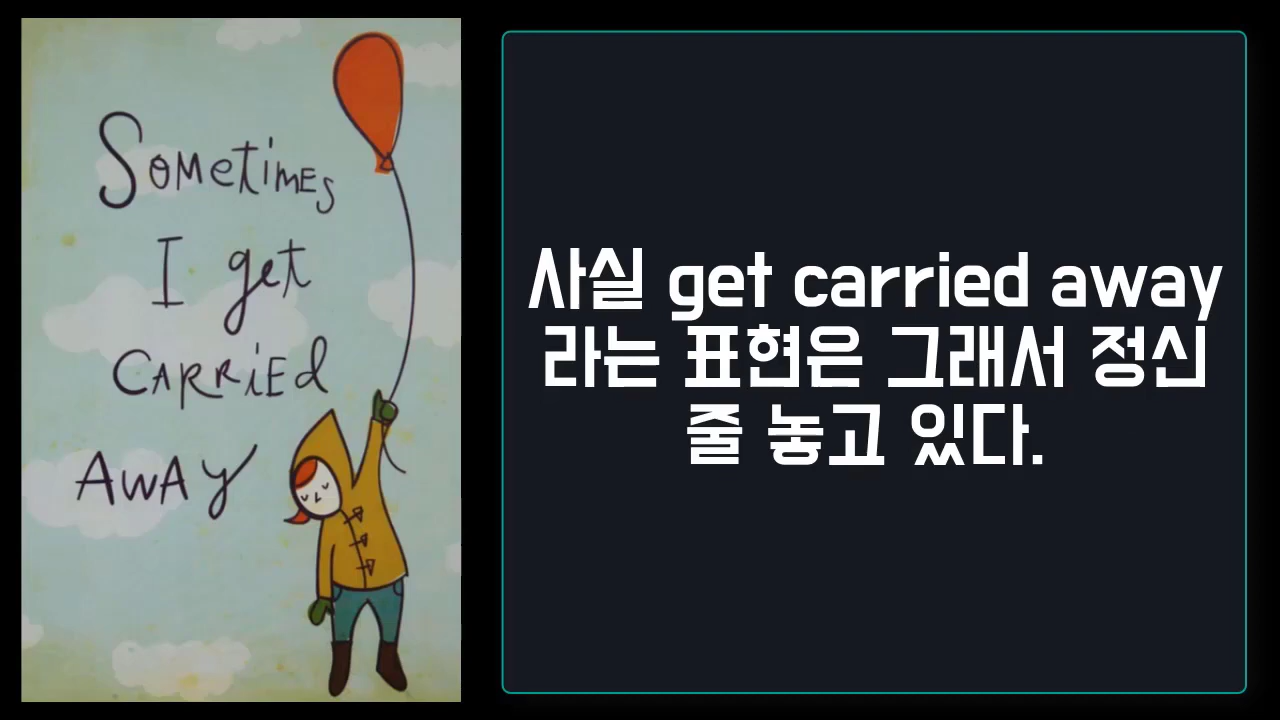 Sometimes
I get
CARRiEd
AWAy
사실 get carried away
라는 표현은 그래서 정신
줄 놓고 있다.